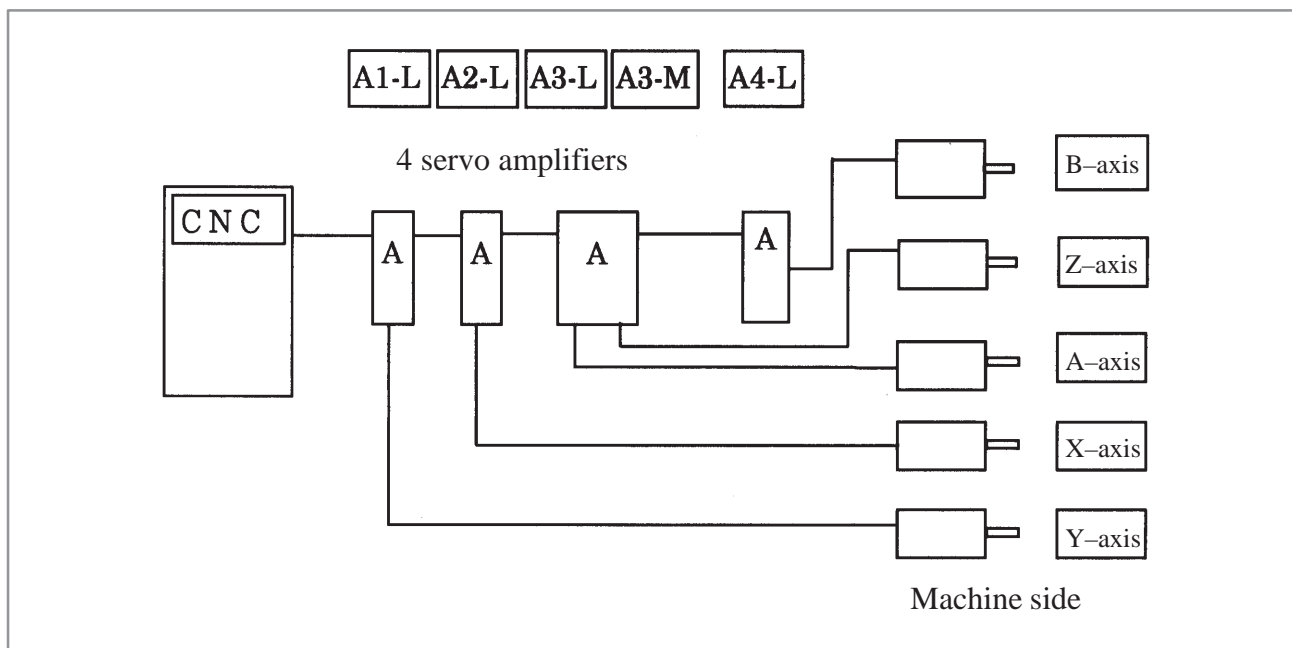 A1-L A2-L A3-L A3-M A4-L
4 servo amplifiers
B–axis
CNC
A A A A
Z–axis
A–axis
X–axis
Y–axis
Machine side